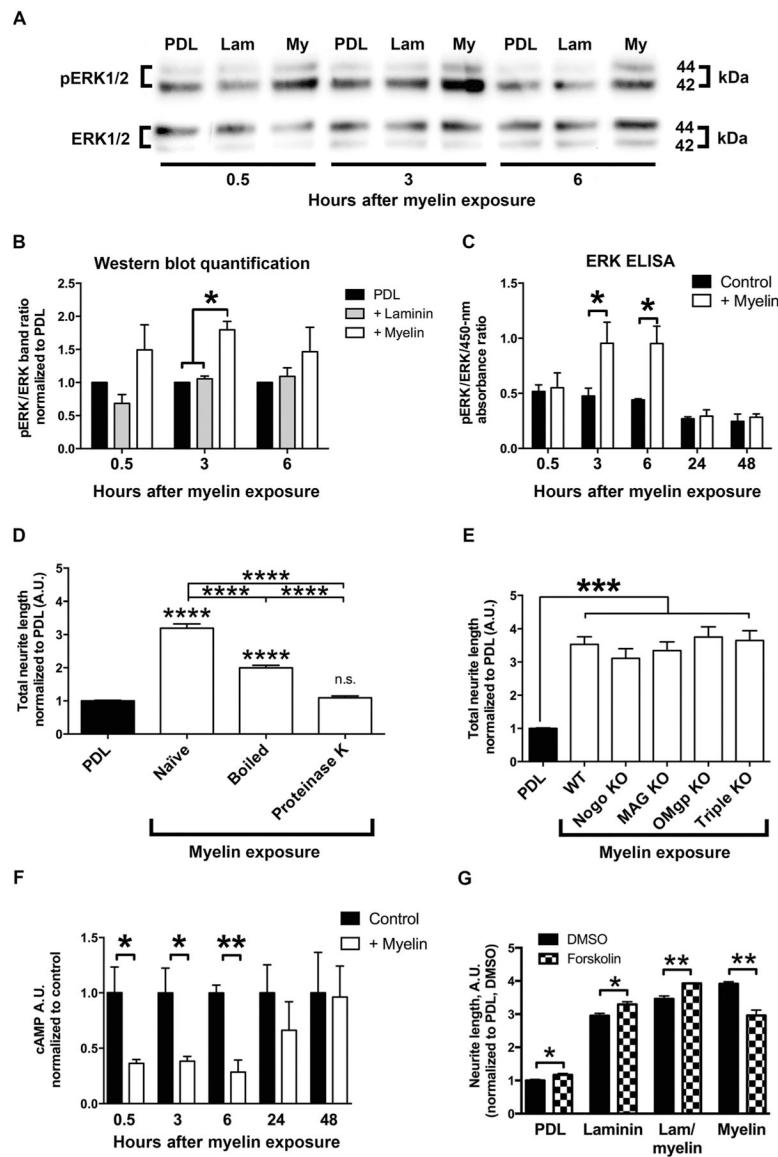 A
PDL Lam My PDL Lam My PDL Lam My
pERK1/2 44 42 kDa
ERK1/2 44 42 kDa
0.5 3 6
Hours after myelin exposure
B
Western blot quantification
pERK/ERK band ratio
normalized to PDL
2.5
2.0
1.5
1.0
0.5
0.0
*
PDL
+ Laminin
+ Myelin
0.5 3 6
Hours after myelin exposure
C
ERK ELISA
pERK/ERK/450-nm
absorbance ratio
1.5
1.0
0.5
0.0
* *
Control
+ Myelin
0.5 3 6 24 48
Hours after myelin exposure
D
Total neurite length
normalized to PDL (A.U.)
5
4
3
2
1
0
****
**** ****
**** **** n.s.
PDL Naïve Boiled Proteinase K
Myelin exposure
E
Total neurite length
normalized to PDL (A.U.)
5
4
3
2
1
0
***
PDL WT Nogo KO MAG KO OMgp KO Triple KO
Myelin exposure
F
cAMP A.U.
normalized to control
1.5
1.0
0.5
0.0
* * **
Control
+ Myelin
0.5 3 6 24 48
Hours after myelin exposure
G
Neurite length, A.U.
(normalized to PDL, DMSO)
5
4
3
2
1
0
DMSO
Forskolin
* * ** **
PDL Laminin Lam/ Myelin
myelin